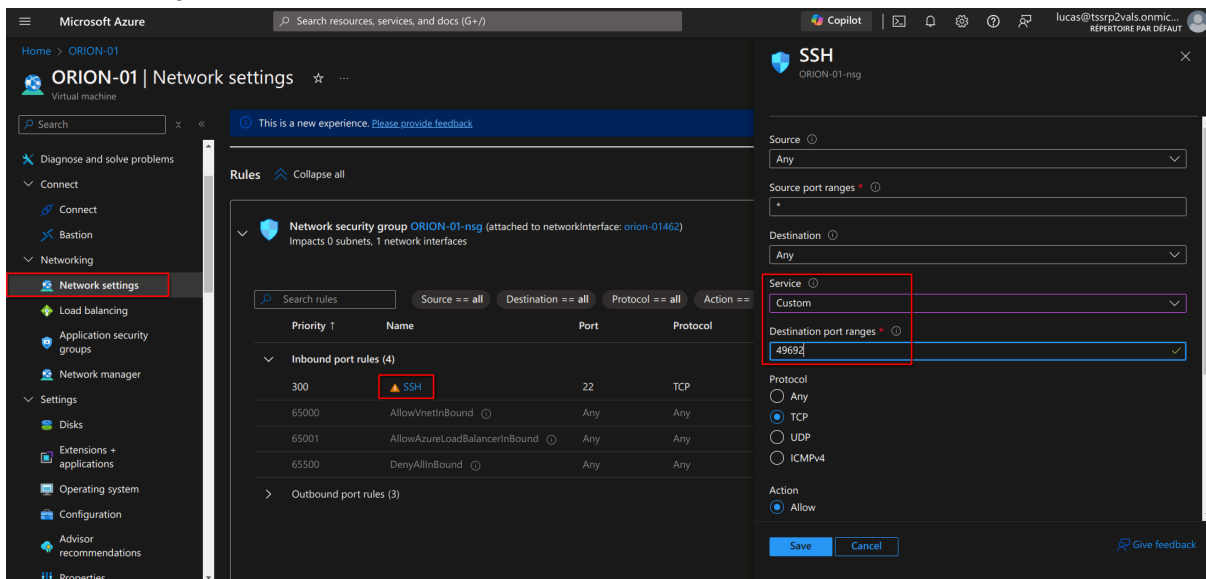 Microsoft Azure
Search resources, services, and docs (G+/)
Copilot
lucas@tssrp2vals.onmic...
RÉPERTOIRE PAR DÉFAUT
Home > ORION-01
ORION-01 | Network settings
Virtual machine
Search
Diagnose and solve problems
Connect
Connect
Bastion
Networking
Network settings
Load balancing
Application security
groups
Network manager
Settings
Disks
Extensions +
applications
Operating system
Configuration
Advisor
recommendations
Properties
This is a new experience. Please provide feedback
Rules
Collapse all
Network security group ORION-01-nsg (attached to networkInterface: orion-01462)
Impacts 0 subnets, 1 network interfaces
Search rules
Source == all
Destination == all
Protocol == all
Action ==
Priority ↑ Name Port Protocol
Inbound port rules (4)
300 SSH 22 TCP
65000 AllowVnetInBound Any Any
65001 AllowAzureLoadBalancerInBound Any Any
65500 DenyAllInBound Any Any
Outbound port rules (3)
SSH
ORION-01-nsg
Source
Any
Source port ranges *
*
Destination
Any
Service
Custom
Destination port ranges *
49692
Protocol
Any
TCP
UDP
ICMPv4
Action
Allow
Save
Cancel
Give feedback